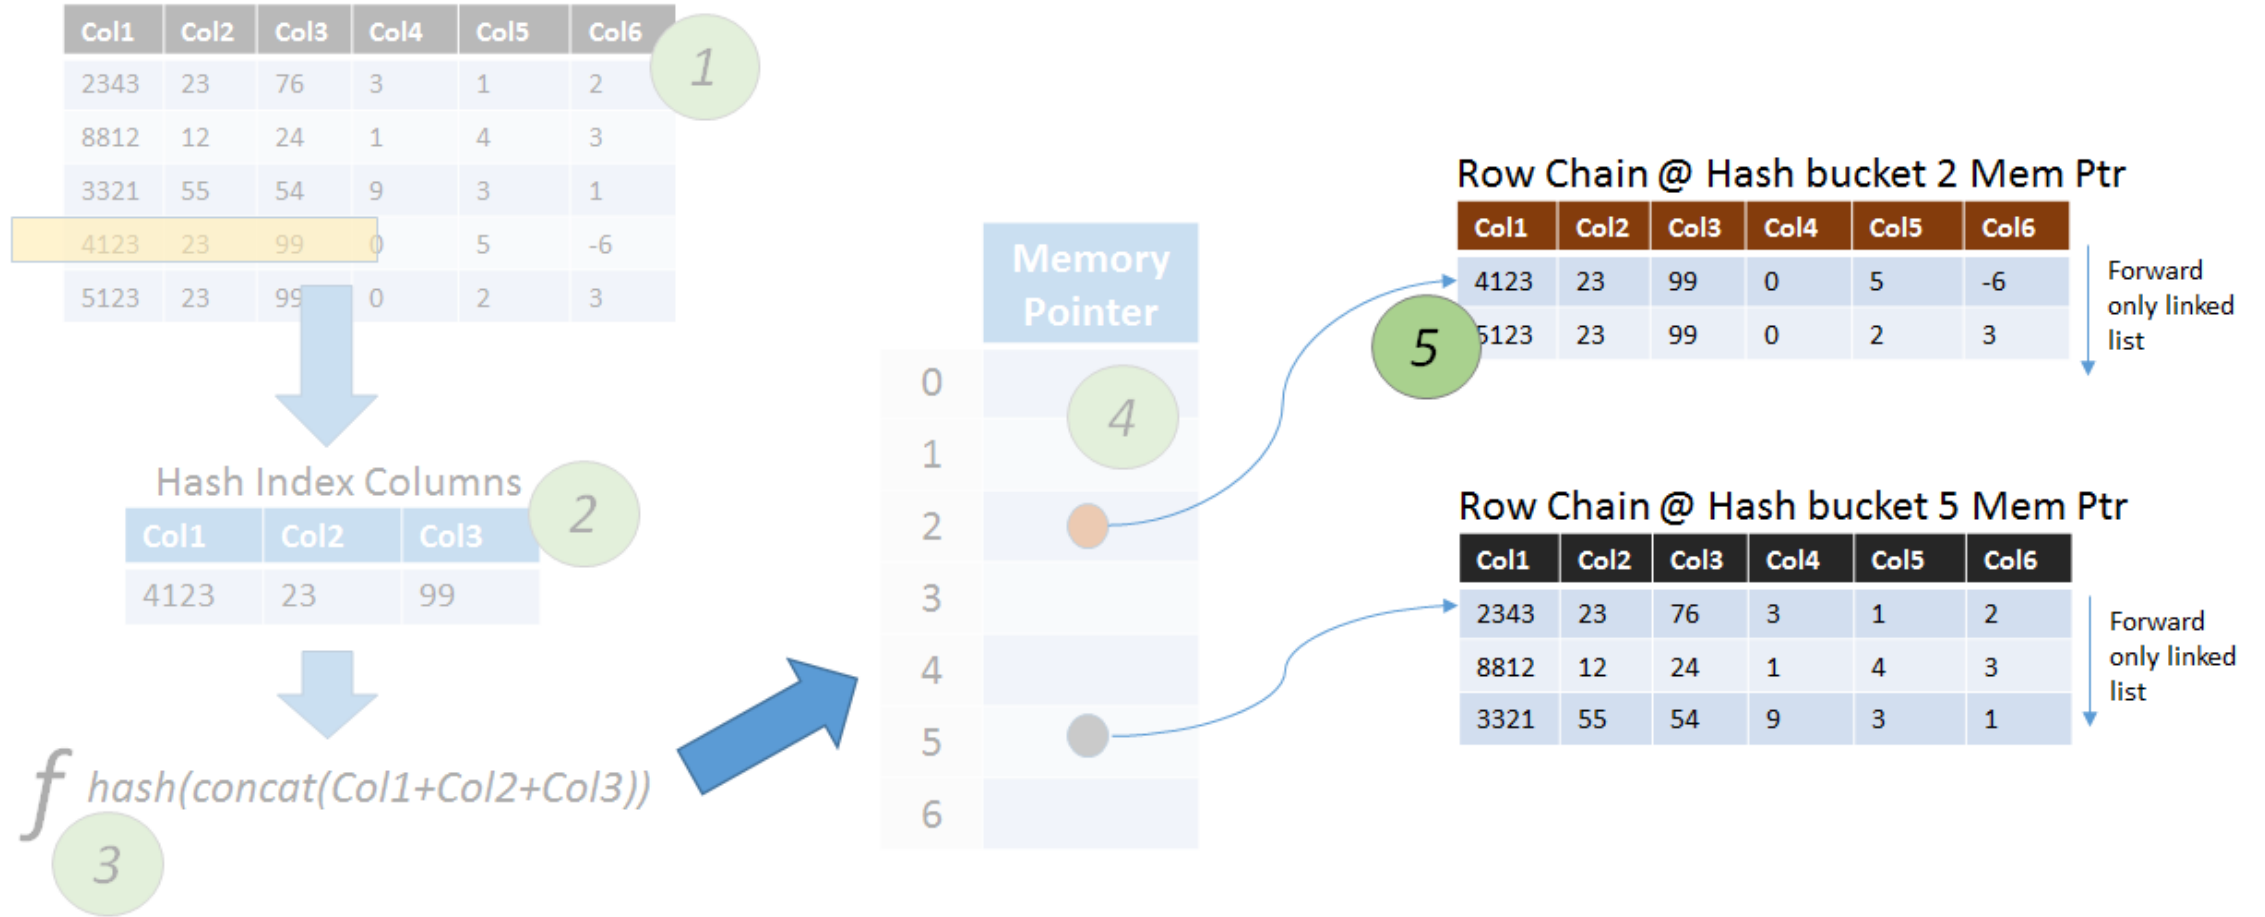 Col1 Col2 Col3 Col4 Col5 Col6
2343 23 76 3 1 2
8812 12 24 1 4 3
3321 55 54 9 3 1
4123 23 99 0 5 -6
5123 23 99 0 2 3
1
Hash Index Columns
2
Col1 Col2 Col3
4123 23 99
f hash(concat(Col1+Col2+Col3))
3
Memory
Pointer
0
1
2
3
4
5
6
4
Row Chain @ Hash bucket 2 Mem Ptr
Col1 Col2 Col3 Col4 Col5 Col6
4123 23 99 0 5 -6
5123 23 99 0 2 3
5
Forward
only linked
list
Row Chain @ Hash bucket 5 Mem Ptr
Col1 Col2 Col3 Col4 Col5 Col6
2343 23 76 3 1 2
8812 12 24 1 4 3
3321 55 54 9 3 1
Forward
only linked
list